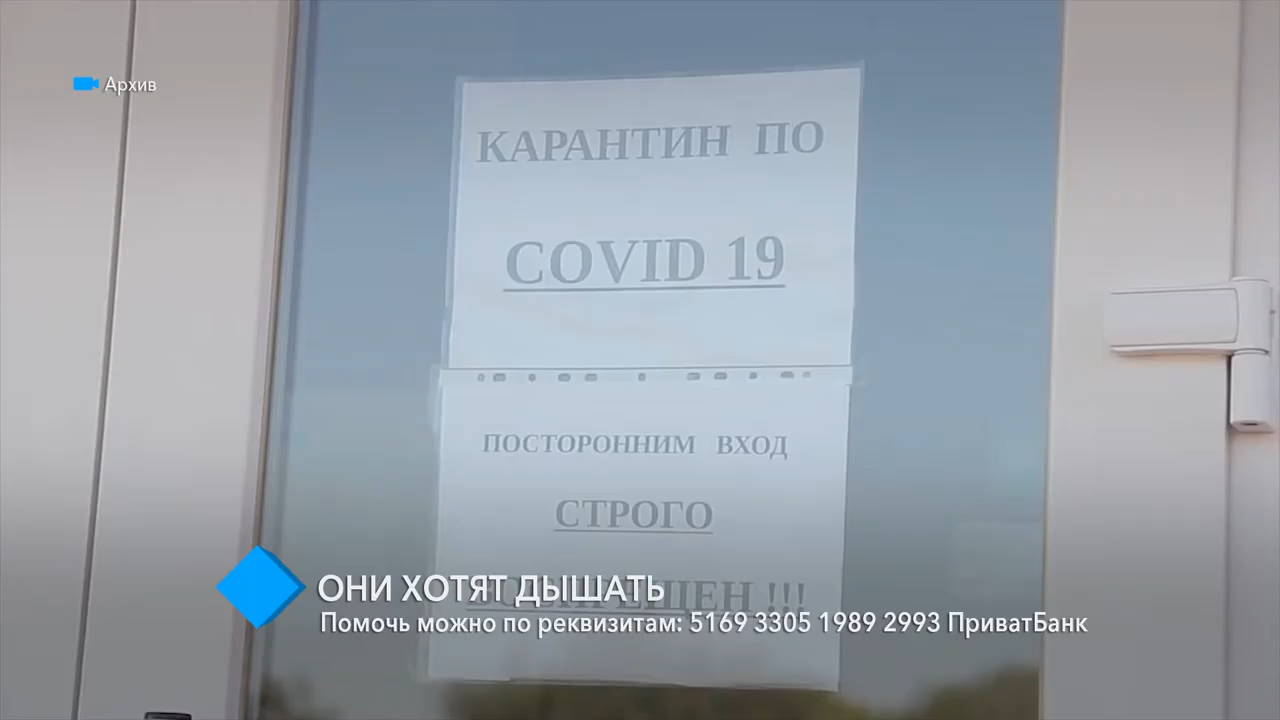 Архив
КАРАНТИН ПО
COVID 19
ПОСТОРОННИМ ВХОД
СТРОГО
ВОСПРЕЩЕН !!!
ОНИ ХОТЯТ ДЫШАТЬ
Помочь можно по реквизитам: 5169 3305 1989 2993 ПриватБанк